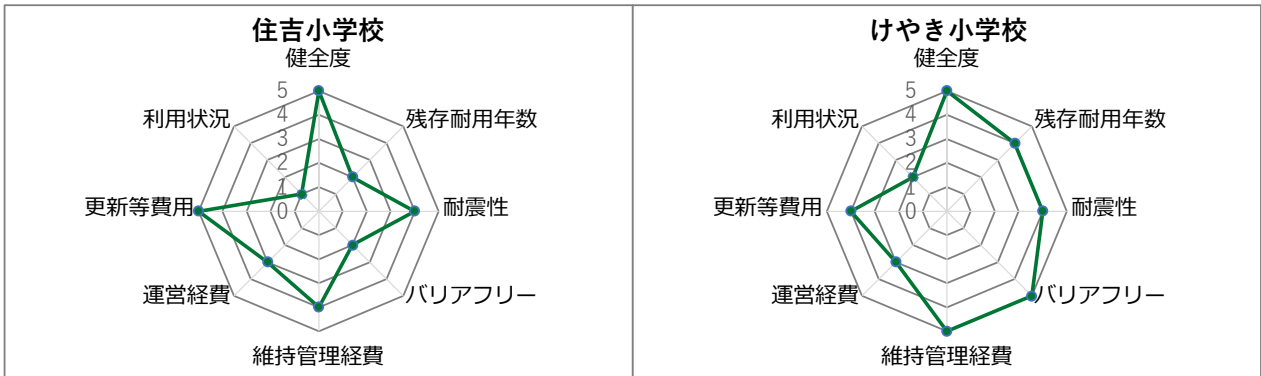 住吉小学校
健全度
5
4
3
2
1
0
残存耐用年数
耐震性
バリアフリー
維持管理経費
運営経費
更新等費用
利用状況
けやき小学校
健全度
5
4
3
2
1
0
残存耐用年数
耐震性
バリアフリー
維持管理経費
運営経費
更新等費用
利用状況